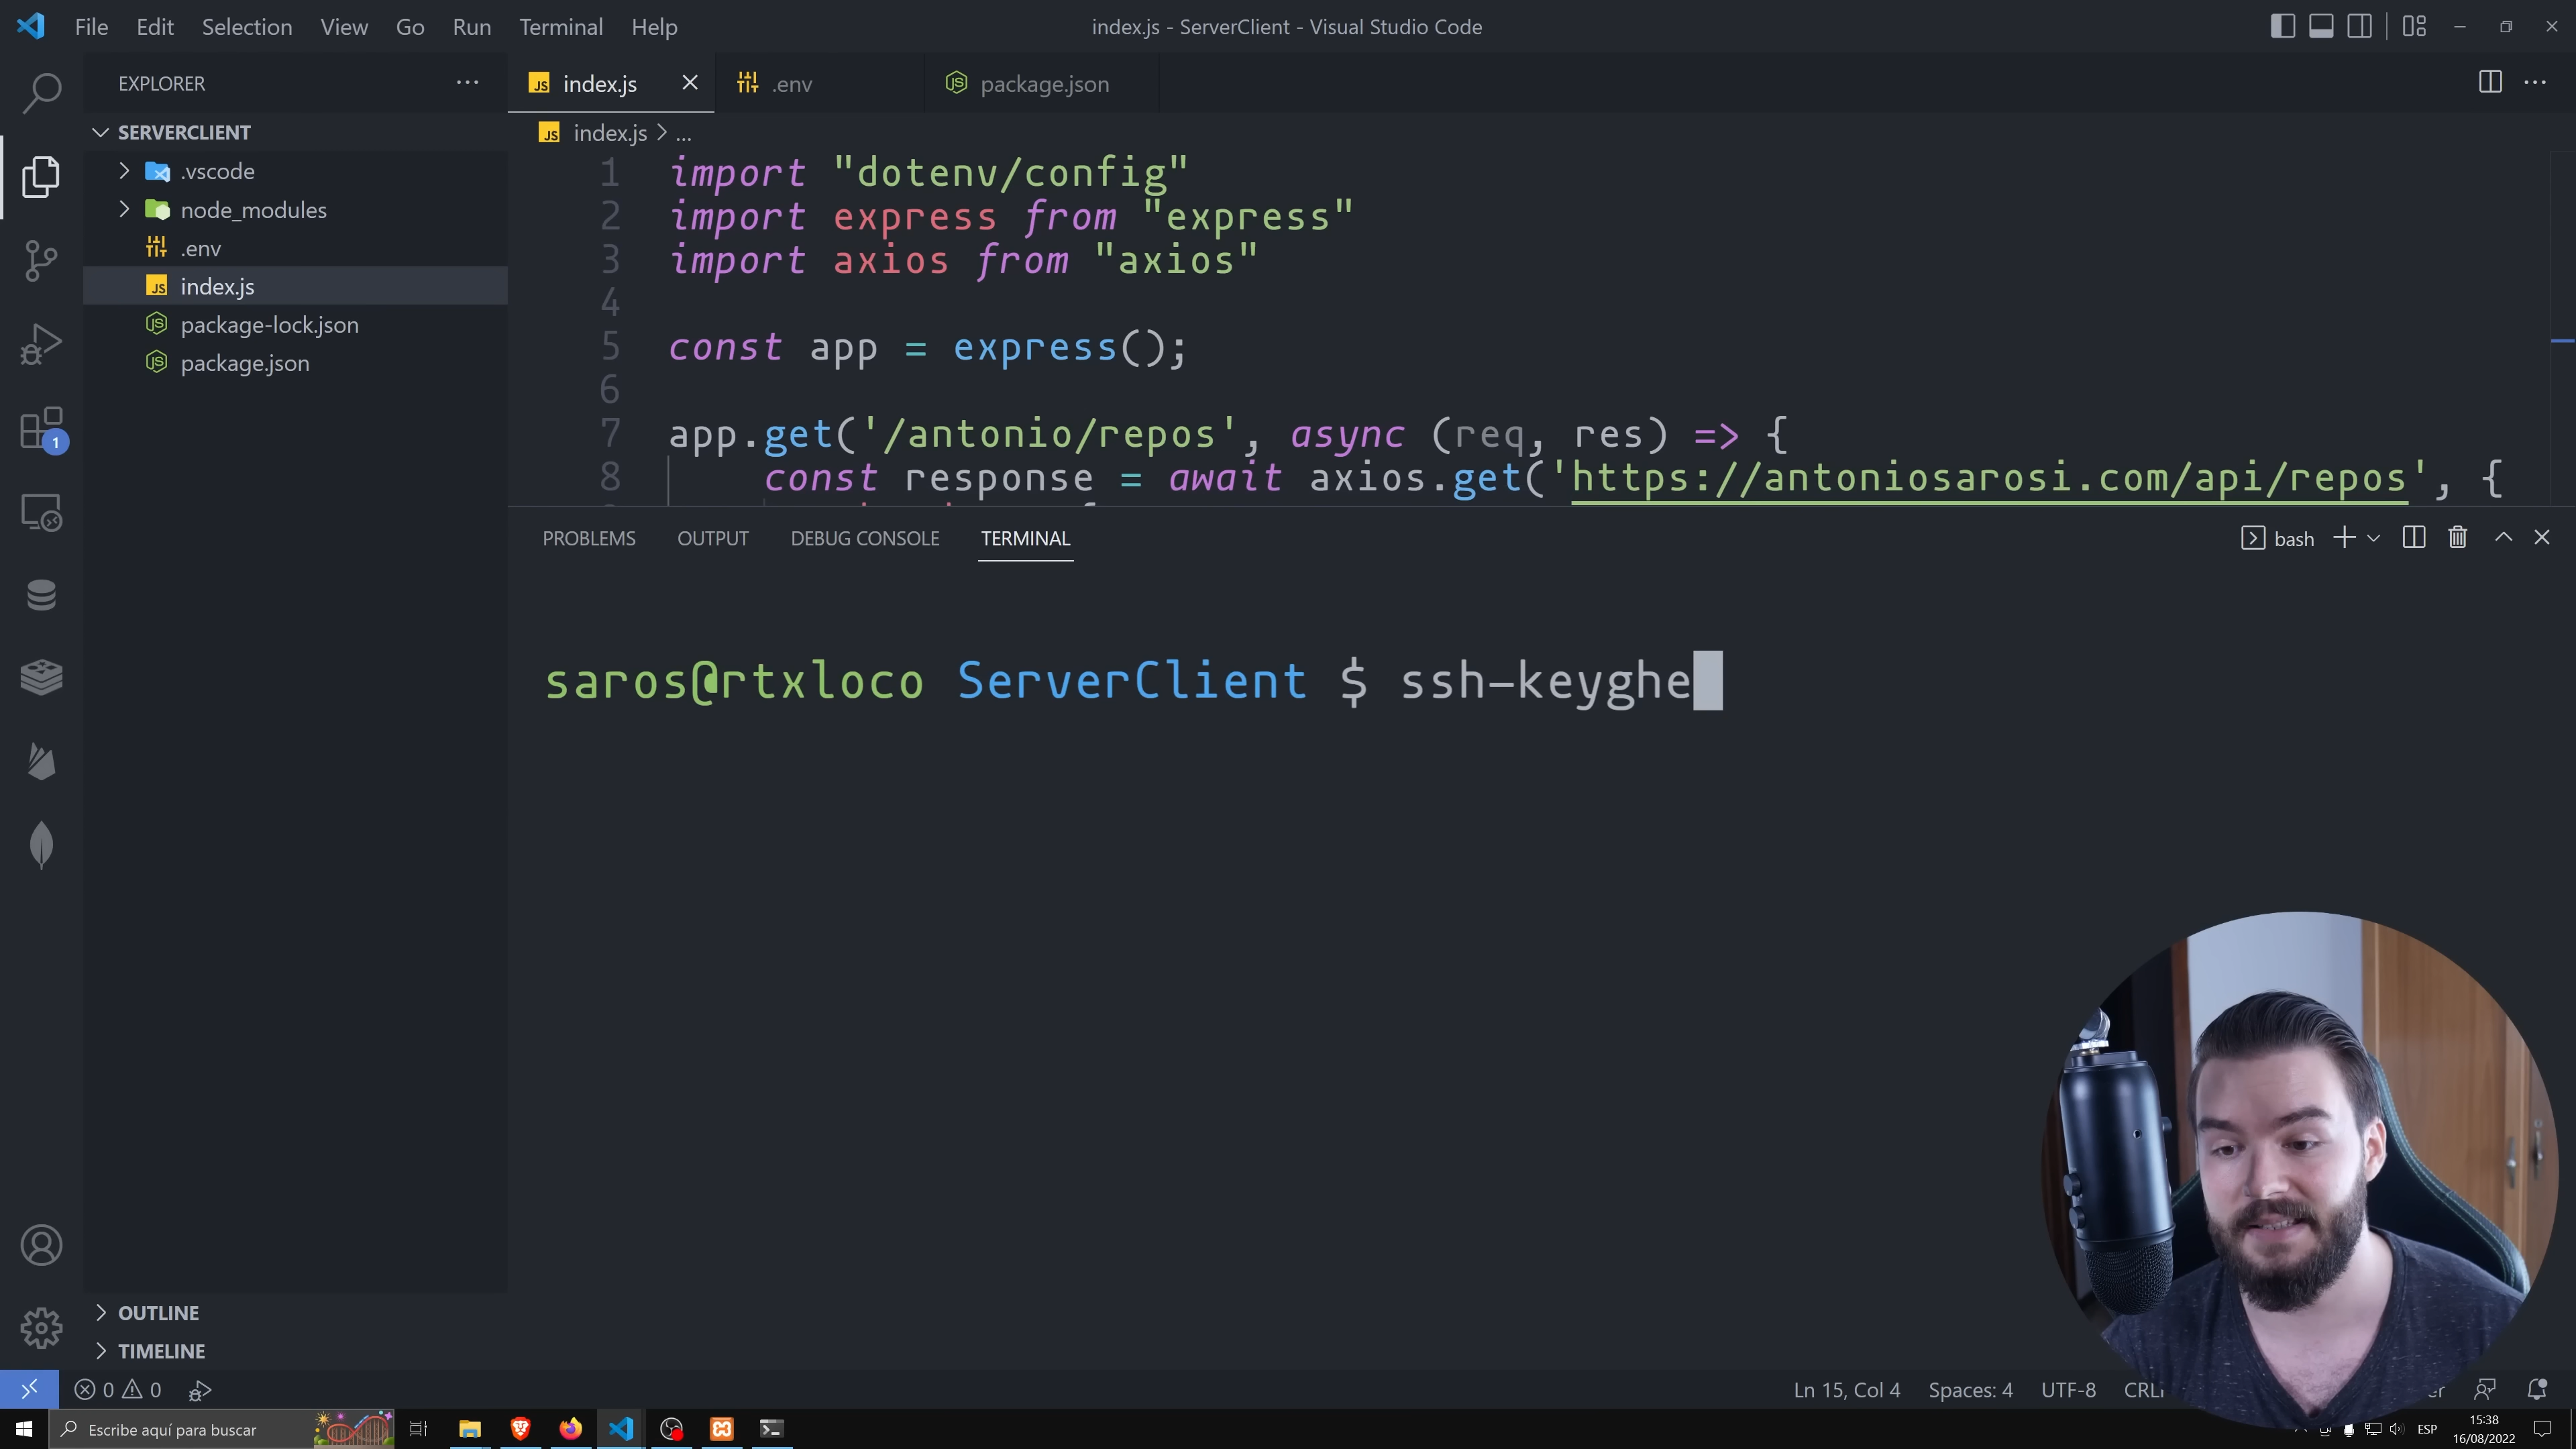 File Edit Selection View Go Run Terminal Help
index.js - ServerClient - Visual Studio Code
EXPLORER
SERVERCLIENT
.vscode
node_modules
.env
index.js
package-lock.json
package.json
OUTLINE
TIMELINE
1
index.js
.env
package.json
index.js > ...
1 import "dotenv/config"
2 import express from "express"
3 import axios from "axios"
4
5 const app = express();
6
7 app.get('/antonio/repos', async (req, res) => {
8 const response = await axios.get('https://antoniosarosi.com/api/repos', {
PROBLEMS OUTPUT DEBUG CONSOLE TERMINAL
bash
saros@rtxloco ServerClient $ ssh-keyghe
0 0
Ln 15, Col 4 Spaces: 4 UTF-8
Escribe aquí para buscar
ESP
15:38
16/08/2022